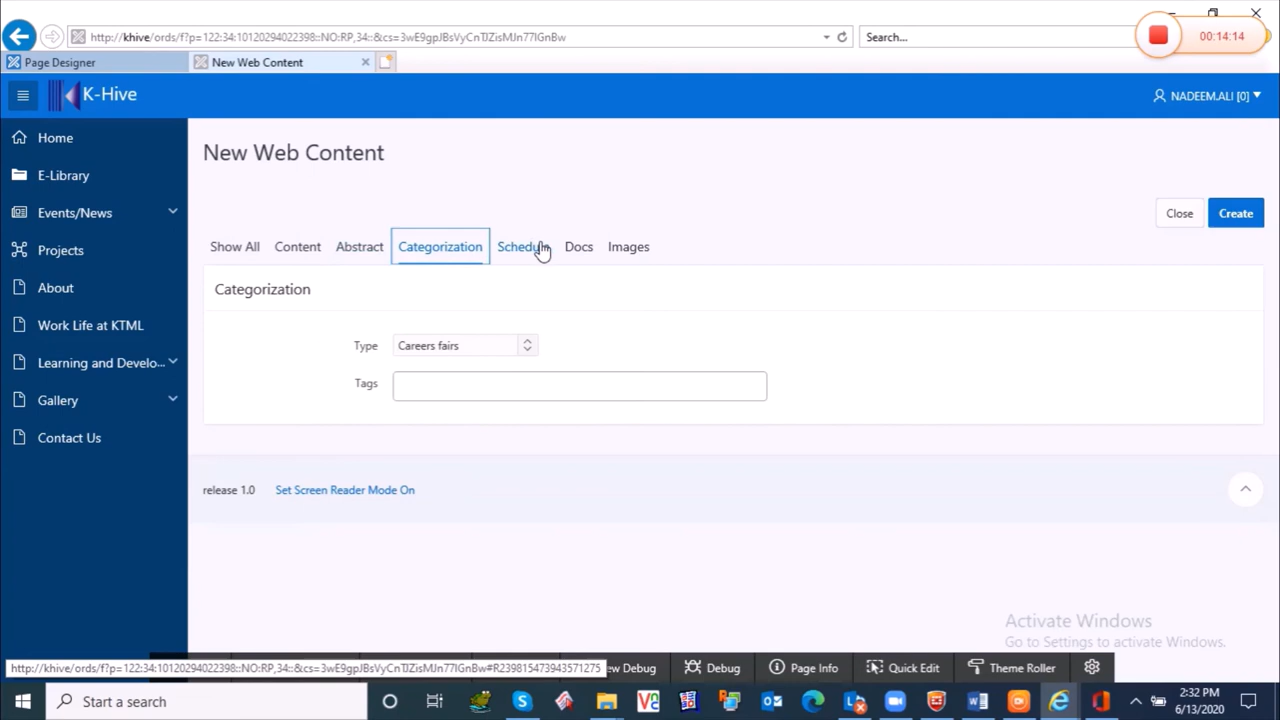 http://khive/ords/f?p=122:34:10120294022398::NO:RP,34::&cs=3wE9gpJBsVyCnTJZisMJn77IGnBw
Search...
00:14:14
Page Designer
New Web Content
K-Hive
NADEEM.ALI [0]
Home
E-Library
Events/News
Projects
About
Work Life at KTML
Learning and Develo...
Gallery
Contact Us
New Web Content
Close
Create
Show All
Content
Abstract
Categorization
Schedule
Docs
Images
Categorization
Type
Careers fairs
Tags
release 1.0
Set Screen Reader Mode On
Activate Windows
Go to Settings to activate Windows.
http://khive/ords/f?p=122:34:10120294022398::NO:RP,34::&cs=3wE9gpJBsVyCnTJZisMJn77IGnBw#R239815473943571275
ew Debug
Debug
Page Info
Quick Edit
Theme Roller
Start a search
2:32 PM
6/13/2020